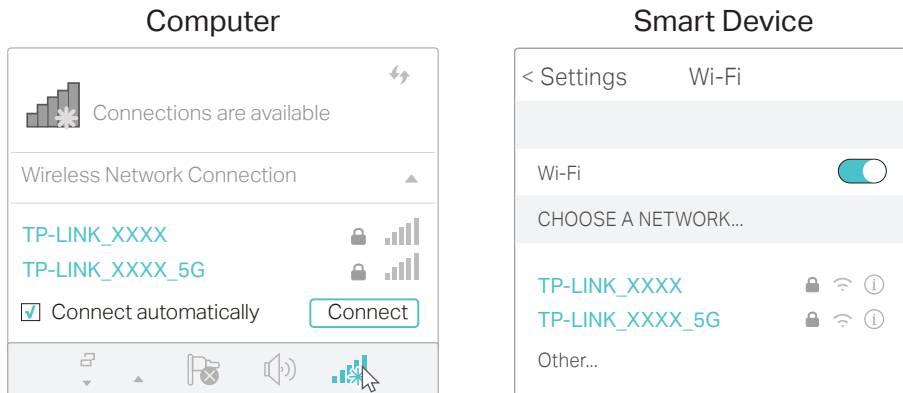 Computer
Connections are available
Wireless Network Connection
TP-LINK_XXXX
TP-LINK_XXXX_5G
Connect automatically
Connect
Smart Device
< Settings
Wi-Fi
Wi-Fi
CHOOSE A NETWORK...
TP-LINK_XXXX
TP-LINK_XXXX_5G
Other...